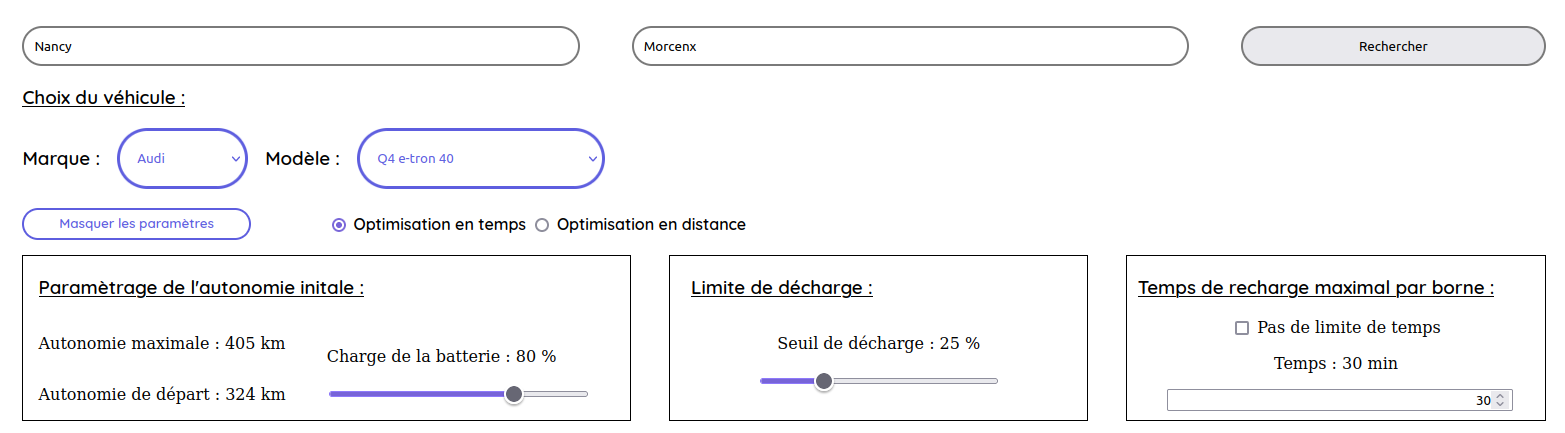 Nancy
Morcenx
Rechercher
Choix du véhicule :
Marque : Audi Modèle : Q4 e-tron 40
Masquer les paramètres
Optimisation en temps Optimisation en distance
Paramètrage de l'autonomie initale :
Autonomie maximale : 405 km
Charge de la batterie : 80 %
Autonomie de départ : 324 km
Limite de décharge :
Seuil de décharge : 25 %
Temps de recharge maximal par borne :
Pas de limite de temps
Temps : 30 min
30